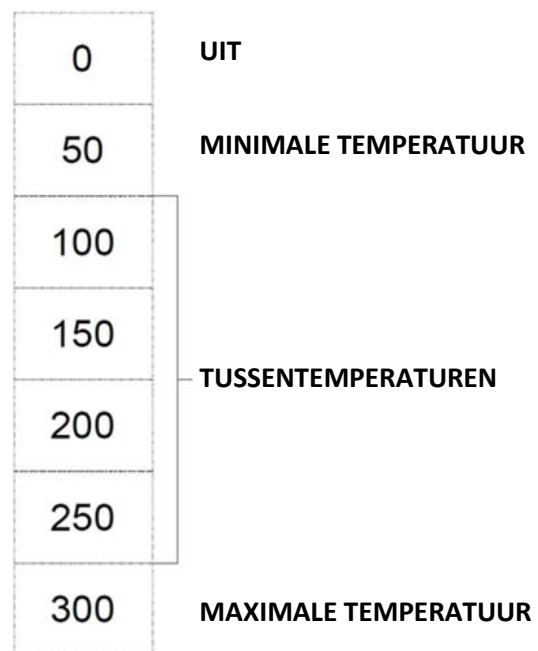 0 UIT
50 MINIMALE TEMPERATUUR
100
150
TUSSENTEMPERATUREN
200
250
300 MAXIMALE TEMPERATUUR